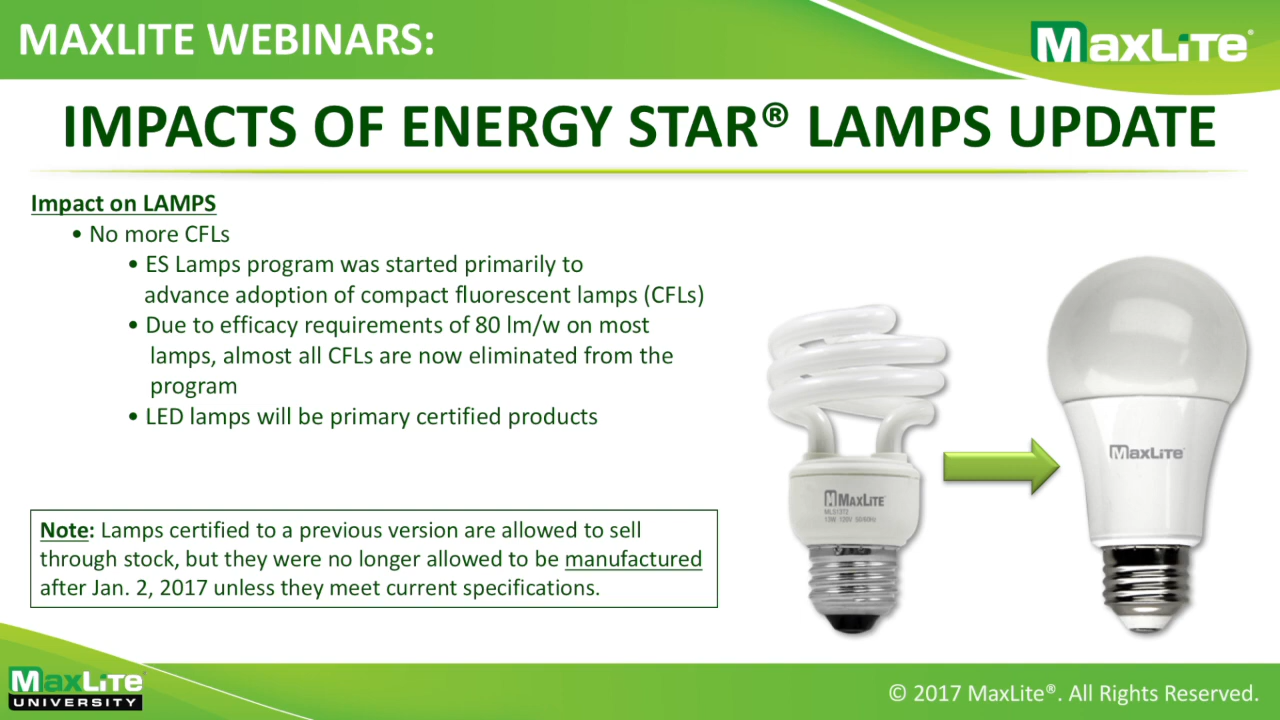 MAXLITE WEBINARS:
MAXLITE®
IMPACTS OF ENERGY STAR® LAMPS UPDATE
Impact on LAMPS
• No more CFLs
• ES Lamps program was started primarily to
advance adoption of compact fluorescent lamps (CFLs)
• Due to efficacy requirements of 80 lm/w on most
lamps, almost all CFLs are now eliminated from the
program
• LED lamps will be primary certified products
Note: Lamps certified to a previous version are allowed to sell
through stock, but they were no longer allowed to be manufactured
after Jan. 2, 2017 unless they meet current specifications.
MAXLITE
MAXLITE
MAXLITE
UNIVERSITY
© 2017 MaxLite®. All Rights Reserved.